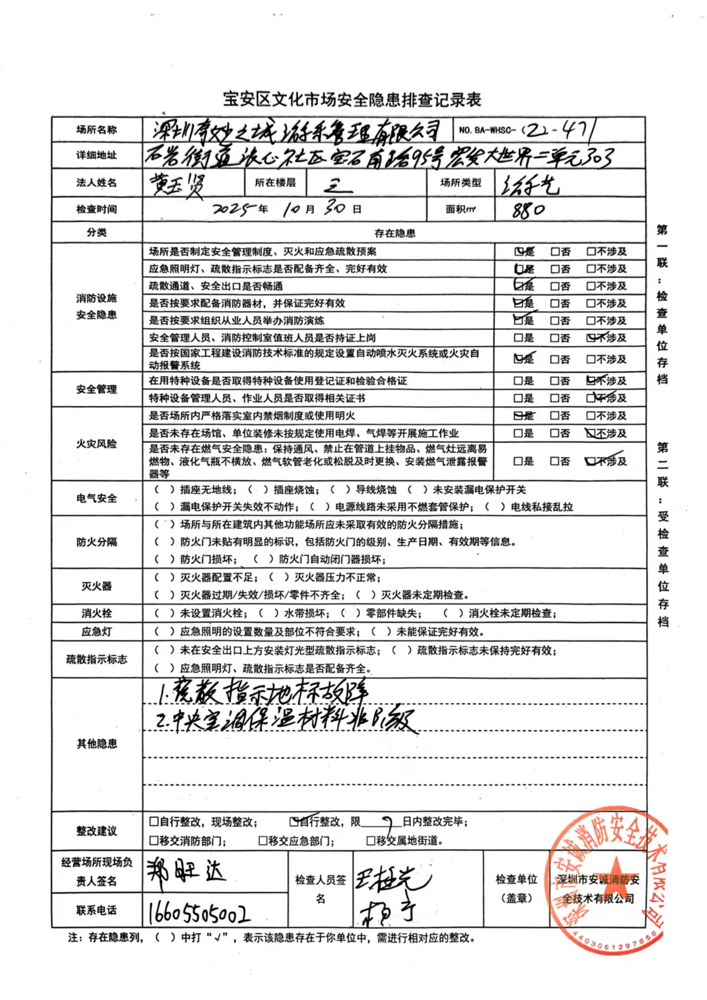 宝安区文化市场安全隐患排查记录表
场所名称 深圳奇妙之城游乐管理有限公司 NO.BA-WHSC-(2)-471
详细地址 石岩街道浪心社区宝石南路95号宏发大世界二单元303
法人姓名 黄玉贤 所在楼层 三 场所类型 游艺
检查时间 2025年10月30日 面积㎡ 880
分类 存在隐患
消防设施
安全隐患
场所是否制定安全管理制度、灭火和应急疏散预案 ☑是 □否 □不涉及
应急照明灯、疏散指示标志是否配备齐全、完好有效 ☑是 □否 □不涉及
疏散通道、安全出口是否畅通 ☑是 □否 □不涉及
是否按要求配备消防器材，并保证完好有效 ☑是 □否 □不涉及
是否按要求组织从业人员举办消防演练 ☑是 □否 □不涉及
安全管理人员、消防控制室值班人员是否持证上岗 □是 □否 ☑不涉及
是否按国家工程建设消防技术标准的规定设置自动喷水灭火系统或火灾自
动报警系统 ☑是 □否 □不涉及
安全管理
在用特种设备是否取得特种设备使用登记证和检验合格证 □是 □否 ☑不涉及
特种设备管理人员、作业人员是否取得相关证书 □是 □否 ☑不涉及
火灾风险
是否场所内严格落实室内禁烟制度或使用明火 ☑是 □否 □不涉及
是否未存在场馆、单位装修未按规定使用电焊、气焊等开展施工作业 □是 □否 ☑不涉及
是否未存在燃气安全隐患：保持通风、禁止在管道上挂物品、燃气灶远离易
燃物、液化气瓶不横放、燃气软管老化或松脱及时更换、安装燃气泄露报警
器等 □是 □否 ☑不涉及
电气安全
（ ）插座无地线；（ ）插座烧蚀；（ ）导线烧蚀 （ ）未安装漏电保护开关
（ ）漏电保护开关失效不动作；（ ）电源线路未采用不燃套管保护；（ ）电线私接乱拉
防火分隔
（ ）场所与所在建筑内其他功能场所应未采取有效的防火分隔措施；
（ ）防火门未贴有明显的标识，包括防火门的级别、生产日期、有效期等信息。
（ ）防火门损坏； （ ）防火门自动闭门器损坏；
灭火器
（ ）灭火器配置不足；（ ）灭火器压力不正常；
（ ）灭火器过期/失效/损坏/零件不齐全；（ ）灭火器未定期检查。
消火栓 （ ）未设置消火栓；（ ）水带损坏；（ ）零部件缺失； （ ）消火栓未定期检查；
应急灯 （ ）应急照明的设置数量及部位不符合要求；（ ）未能保证完好有效。
疏散指示标志
（ ）未在安全出口上方安装灯光型疏散指示标志；（ ）疏散指示标志未保持完好有效；
（ ）应急照明灯、疏散指示标志是否配备齐全。
其他隐患
1.疏散指示地标故障
2.中央空调保温材料非B1级
整改建议
□自行整改，现场整改； ☑自行整改，限 9 日内整改完毕；
□移交消防部门； □移交应急部门； □移交属地街道。
经营场所现场负
责人签名 郑旺达
联系电话 16605505002
检查人员签
名
检查单位
（盖章）
深圳市安诚消防安
全技术有限公司
深圳市安诚消防安全技术有限公司
4403061297656
注：存在隐患列，（ ）中打“√”，表示该隐患存在于你单位中，需进行相对应的整改。
第一联：检查单位存档
第二联：受检查单位存档